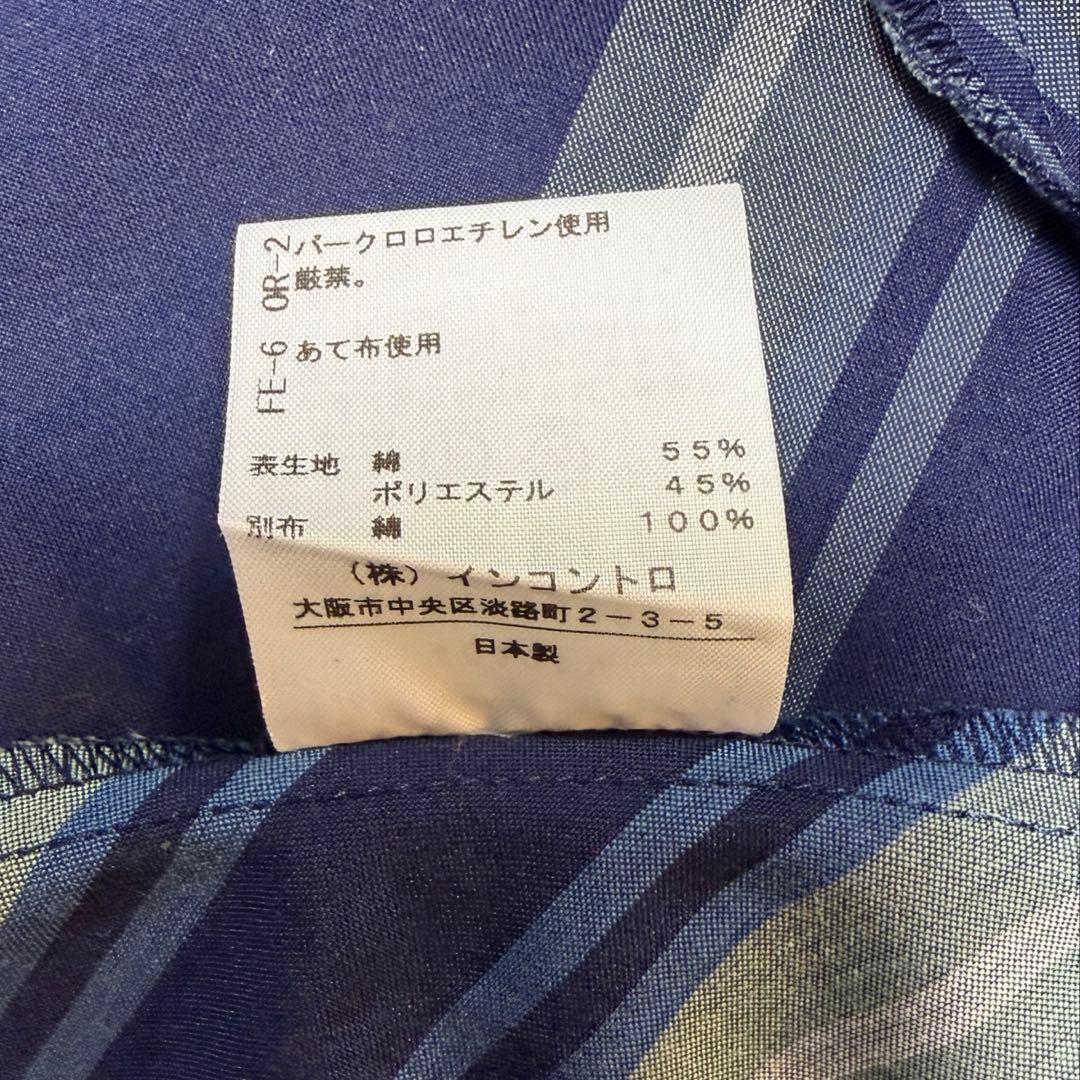 OR-2
パークロロエチレン使用
厳禁。
FE-6
あて布使用
表生地 綿 55%
ポリエステル 45%
別布 綿 100%
(株)インコントロ
大阪市中央区淡路町2-3-5
日本製